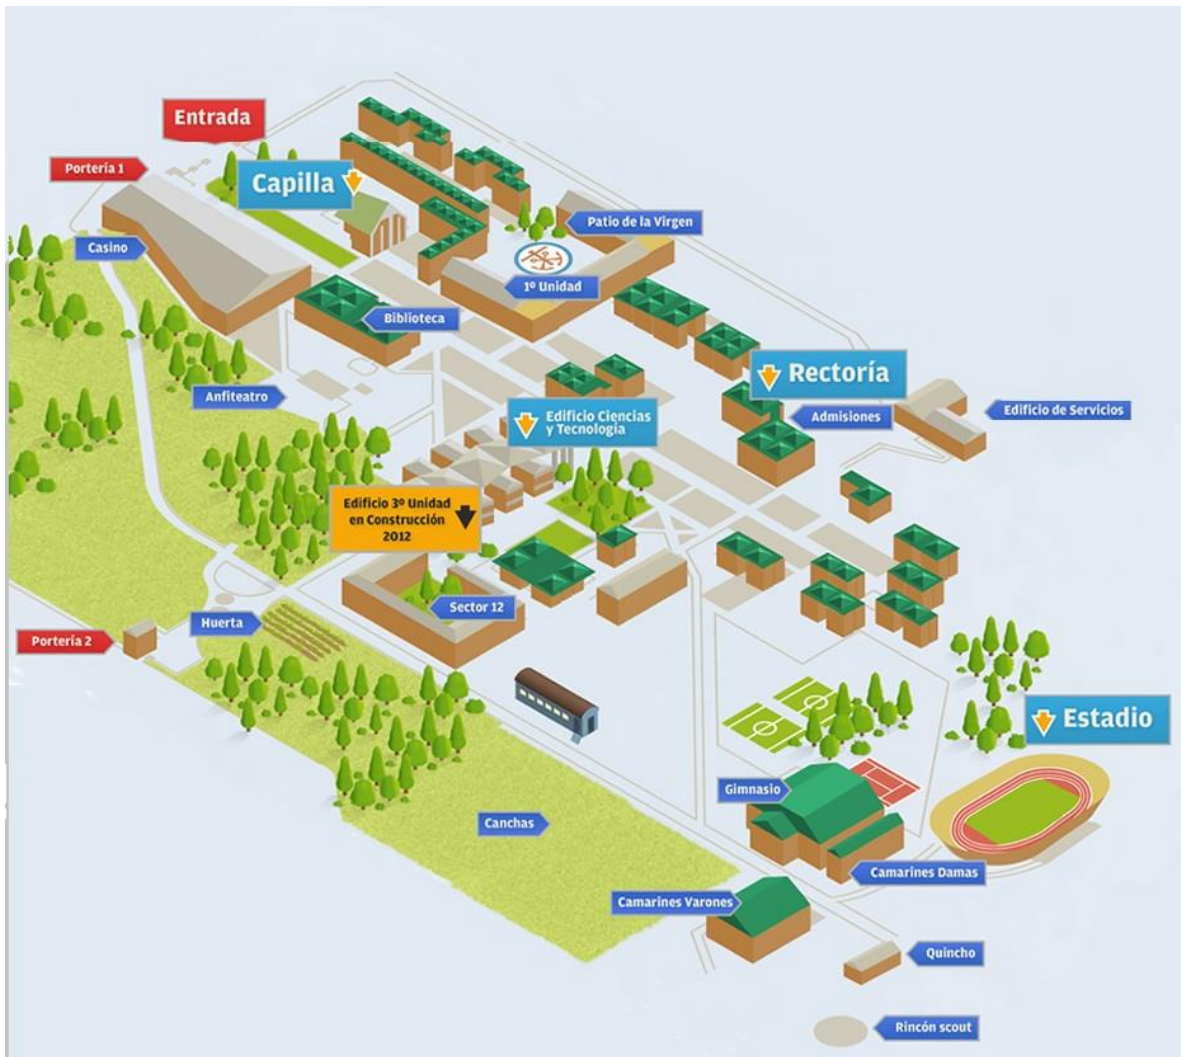 Entrada
Portería 1
Capilla
Patio de la Virgen
Casino
1º Unidad
Biblioteca
Rectoría
Anfiteatro
Edificio Ciencias
y Tecnología
Admisiones
Edificio de Servicios
Edificio 3º Unidad
en Construcción
2012
Sector 12
Huerta
Portería 2
Estadio
Gimnasio
Canchas
Camarines Damas
Camarines Varones
Quincho
Rincón scout